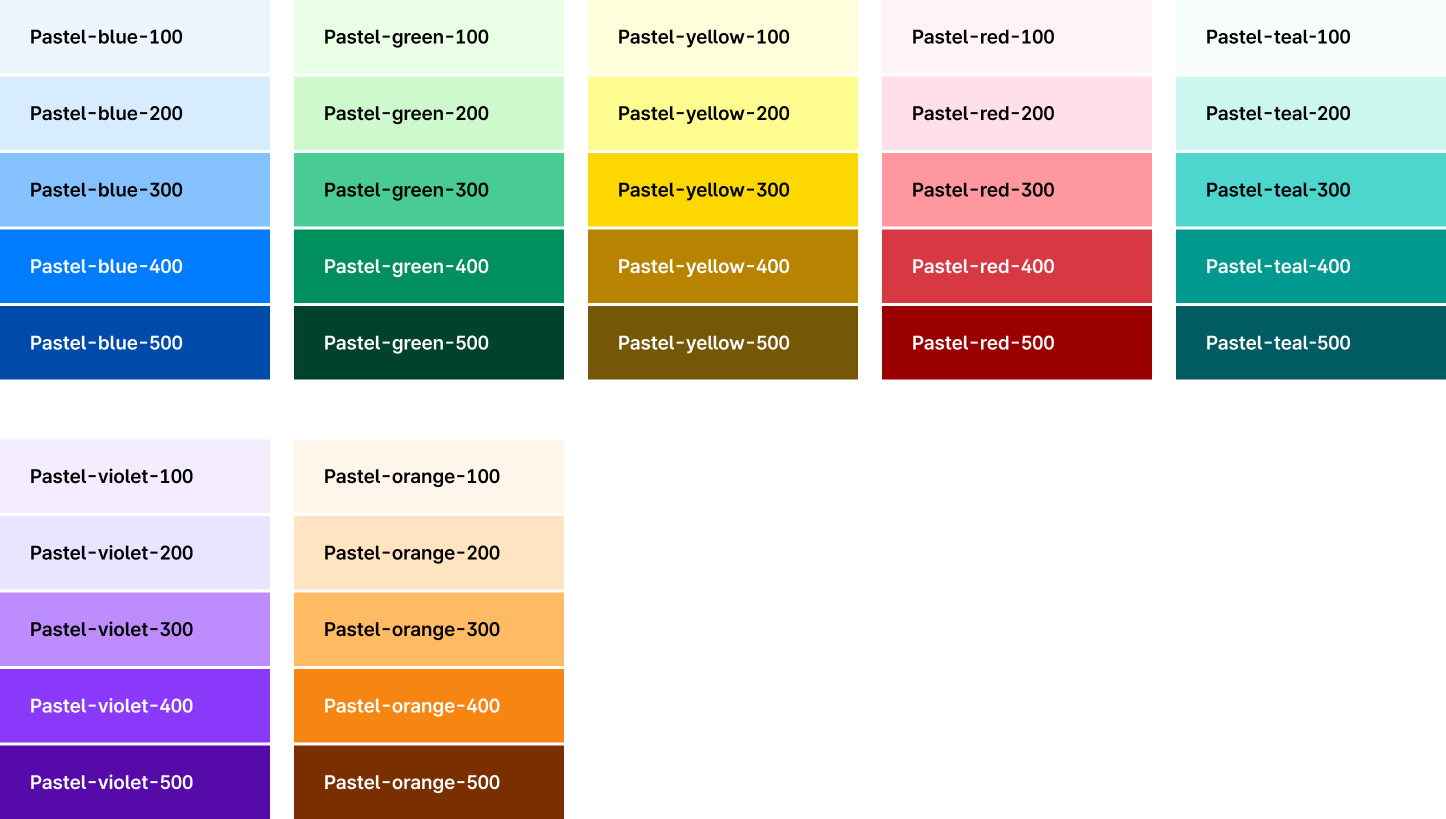 Pastel-blue-100
Pastel-blue-200
Pastel-blue-300
Pastel-blue-400
Pastel-blue-500
Pastel-green-100
Pastel-green-200
Pastel-green-300
Pastel-green-400
Pastel-green-500
Pastel-yellow-100
Pastel-yellow-200
Pastel-yellow-300
Pastel-yellow-400
Pastel-yellow-500
Pastel-red-100
Pastel-red-200
Pastel-red-300
Pastel-red-400
Pastel-red-500
Pastel-teal-100
Pastel-teal-200
Pastel-teal-300
Pastel-teal-400
Pastel-teal-500
Pastel-violet-100
Pastel-violet-200
Pastel-violet-300
Pastel-violet-400
Pastel-violet-500
Pastel-orange-100
Pastel-orange-200
Pastel-orange-300
Pastel-orange-400
Pastel-orange-500